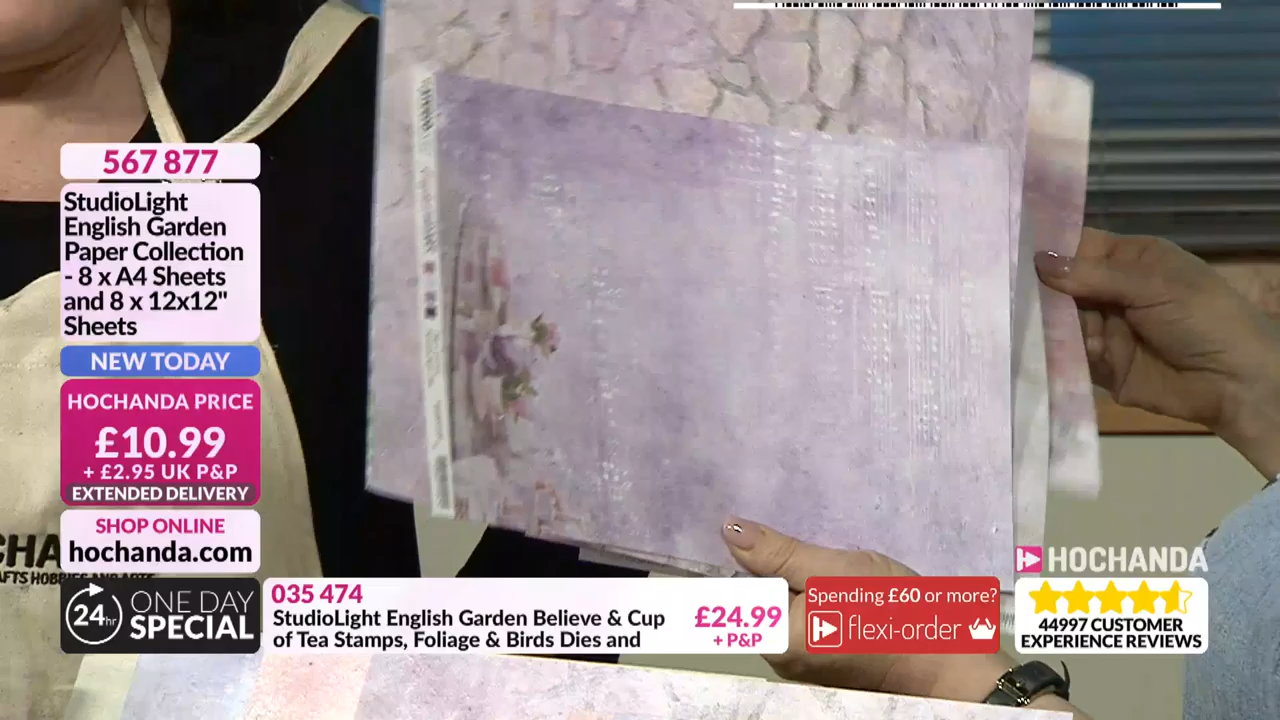 567 877
StudioLight
English Garden
Paper Collection
- 8 x A4 Sheets
and 8 x 12x12"
Sheets
NEW TODAY
HOCHANDA PRICE
£10.99
+ £2.95 UK P&P
EXTENDED DELIVERY
SHOP ONLINE
hochanda.com
24hr
ONE DAY
SPECIAL
035 474
StudioLight English Garden Believe & Cup
of Tea Stamps, Foliage & Birds Dies and
£24.99
+ P&P
Spending £60 or more?
flexi-order
HOCHANDA
44997 CUSTOMER
EXPERIENCE REVIEWS